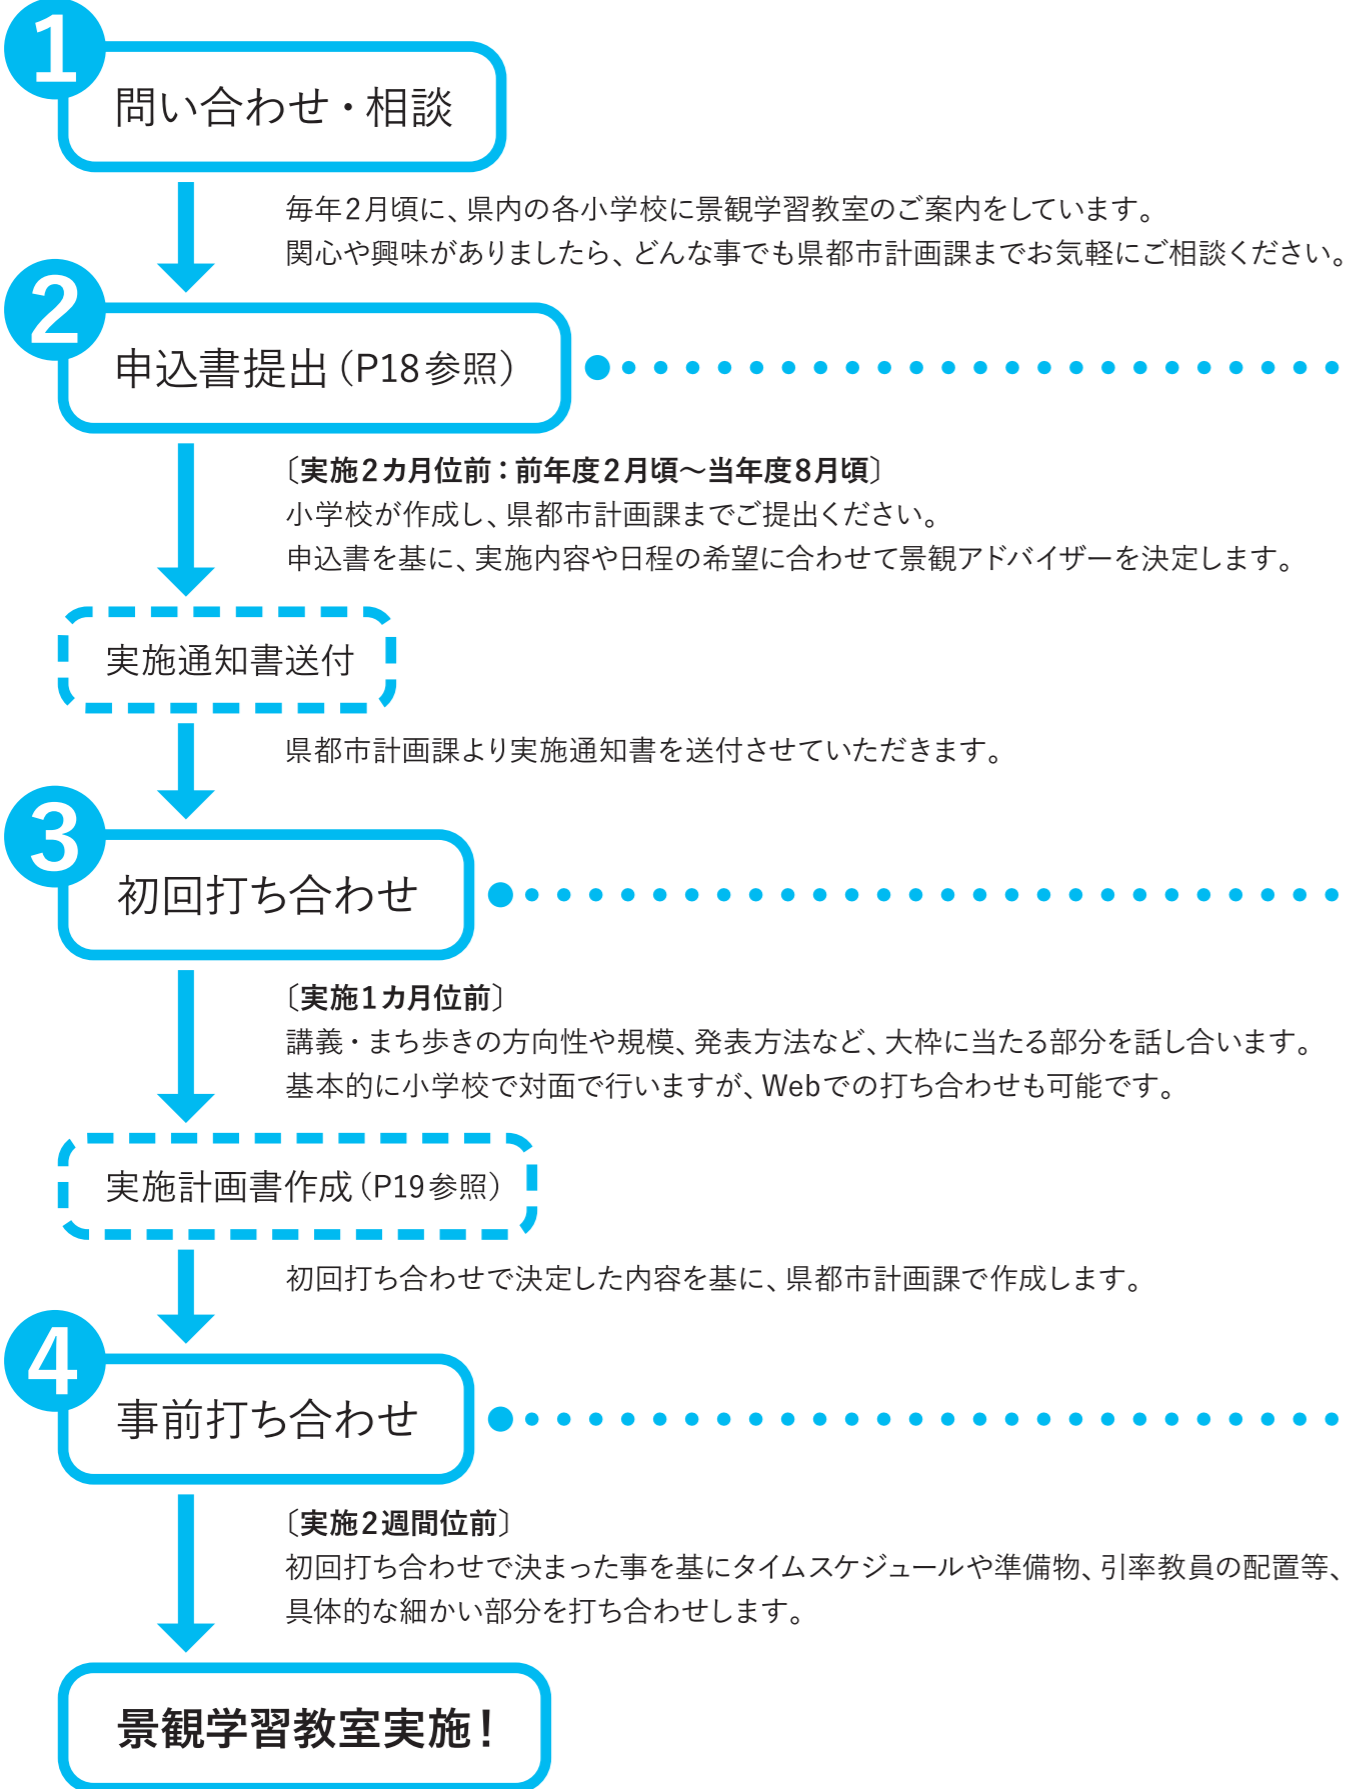 1
問い合わせ・相談
毎年2月頃に、県内の各小学校に景観学習教室のご案内をしています。
関心や興味がありましたら、どんな事でも県都市計画課までお気軽にご相談ください。
2
申込書提出（P18参照）
〔実施2カ月位前：前年度2月頃～当年度8月頃〕
小学校が作成し、県都市計画課までご提出ください。
申込書を基に、実施内容や日程の希望に合わせて景観アドバイザーを決定します。
実施通知書送付
県都市計画課より実施通知書を送付させていただきます。
3
初回打ち合わせ
〔実施1カ月位前〕
講義・まち歩きの方向性や規模、発表方法など、大枠に当たる部分を話し合います。
基本的に小学校で対面で行いますが、Webでの打ち合わせも可能です。
実施計画書作成（P19参照）
初回打ち合わせで決定した内容を基に、県都市計画課で作成します。
4
事前打ち合わせ
〔実施2週間位前〕
初回打ち合わせで決まった事を基にタイムスケジュールや準備物、引率教員の配置等、
具体的な細かい部分を打ち合わせします。
景観学習教室実施！